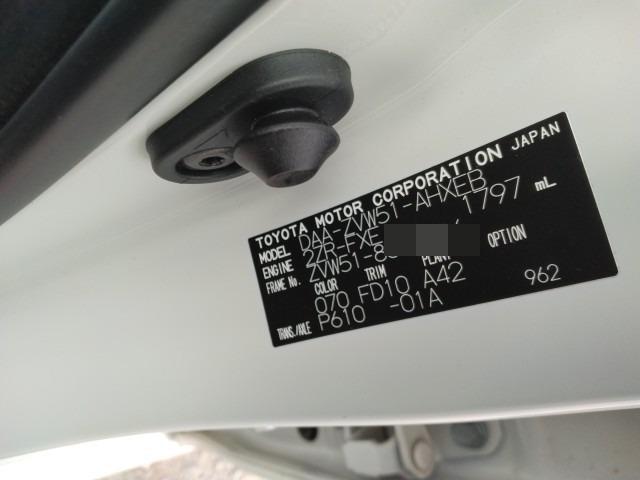 TOYOTA MOTOR CORPORATION JAPAN
MODEL DAA-ZVW51-AHXEB
ENGINE 2ZR-FXE 1797 mL
FRAME No. ZVW51-8
COLOR TRIM PLANT OPTION
070 FD10 A42 962
TRANS./AXLE P610 -01A